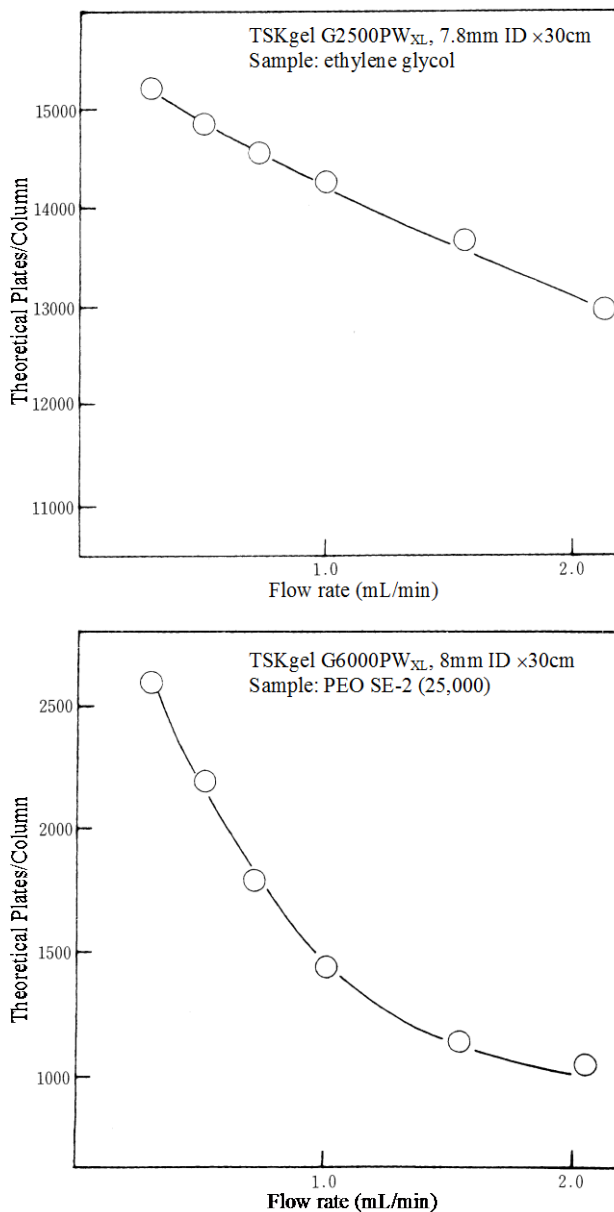 TSKgel G2500PWXL, 7.8mm ID ×30cm
Sample: ethylene glycol
Theoretical Plates/Column
15000
14000
13000
12000
11000
1.0
2.0
Flow rate (mL/min)
TSKgel G6000PWXL, 8mm ID ×30cm
Sample: PEO SE-2 (25,000)
Theoretical Plates/Column
2500
2000
1500
1000
1.0
2.0
Flow rate (mL/min)